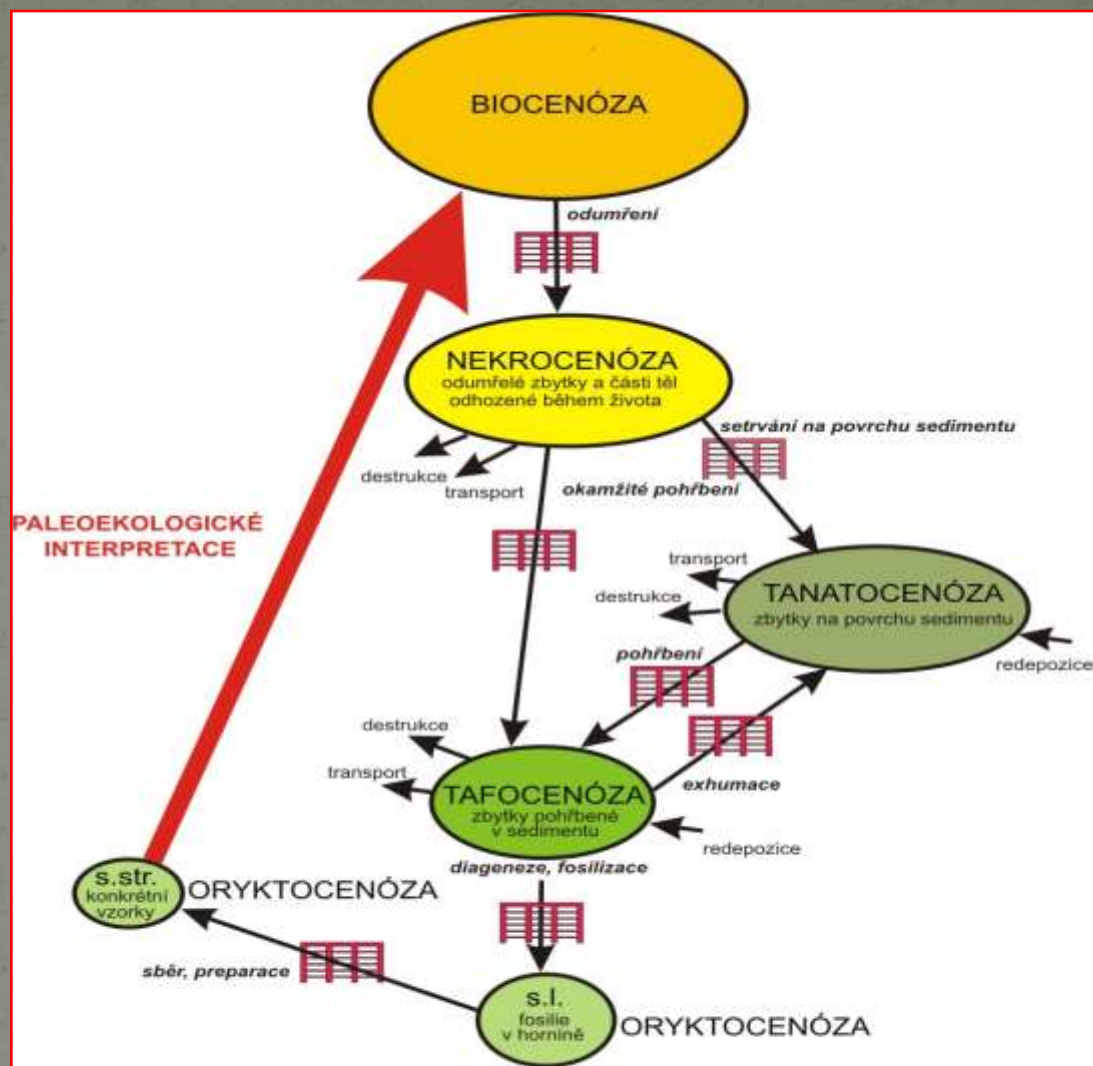 BIOCENÓZA
odumření
NEKROCENÓZA
odumřelé zbytky a části těl
odhozené během života
setrvání na povrchu sedimentu
destrukce
transport
okamžité pohřbení
PALEOEKOLOGICKÉ
INTERPRETACE
transport
destrukce
TANATOCENÓZA
zbytky na povrchu sedimentu
redepozice
pohřbení
exhumace
destrukce
transport
TAFOCENÓZA
zbytky pohřbené
v sedimentu
redepozice
diageneze, fosilizace
s.str.
konkrétní
vzorky
ORYKTOCENÓZA
sběr, preparace
s.l.
fosilie
v hornině
ORYKTOCENÓZA